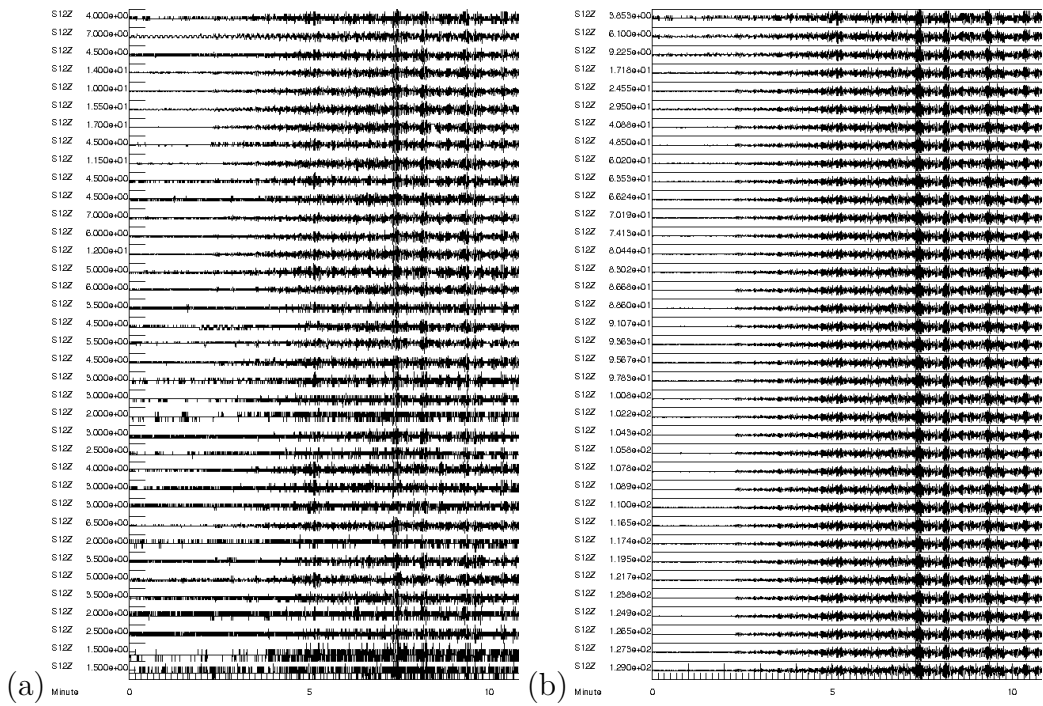 S12Z 4.000e+00
S12Z 7.000e+00
S12Z 4.500e+00
S12Z 1.400e+01
S12Z 1.000e+01
S12Z 1.550e+01
S12Z 1.700e+01
S12Z 4.500e+00
S12Z 1.150e+01
S12Z 4.500e+00
S12Z 4.500e+00
S12Z 7.000e+00
S12Z 6.000e+00
S12Z 1.200e+01
S12Z 5.000e+00
S12Z 6.000e+00
S12Z 3.500e+00
S12Z 4.500e+00
S12Z 5.500e+00
S12Z 4.500e+00
S12Z 3.000e+00
S12Z 3.000e+00
S12Z 2.000e+00
S12Z 3.000e+00
S12Z 2.500e+00
S12Z 4.000e+00
S12Z 3.000e+00
S12Z 3.000e+00
S12Z 6.500e+00
S12Z 2.000e+00
S12Z 3.500e+00
S12Z 5.000e+00
S12Z 3.500e+00
S12Z 2.000e+00
S12Z 2.500e+00
S12Z 1.500e+00
S12Z 1.500e+00
(a) Minute 0 5 10
S12Z 3.853e+00
S12Z 6.100e+00
S12Z 9.225e+00
S12Z 1.718e+01
S12Z 2.455e+01
S12Z 2.950e+01
S12Z 4.088e+01
S12Z 4.850e+01
S12Z 6.020e+01
S12Z 6.353e+01
S12Z 6.624e+01
S12Z 7.019e+01
S12Z 7.413e+01
S12Z 8.044e+01
S12Z 8.302e+01
S12Z 8.668e+01
S12Z 8.860e+01
S12Z 9.107e+01
S12Z 9.363e+01
S12Z 9.567e+01
S12Z 9.783e+01
S12Z 1.008e+02
S12Z 1.022e+02
S12Z 1.043e+02
S12Z 1.058e+02
S12Z 1.078e+02
S12Z 1.089e+02
S12Z 1.100e+02
S12Z 1.165e+02
S12Z 1.174e+02
S12Z 1.195e+02
S12Z 1.217e+02
S12Z 1.238e+02
S12Z 1.249e+02
S12Z 1.265e+02
S12Z 1.273e+02
S12Z 1.290e+02
(b) Minute 0 5 10